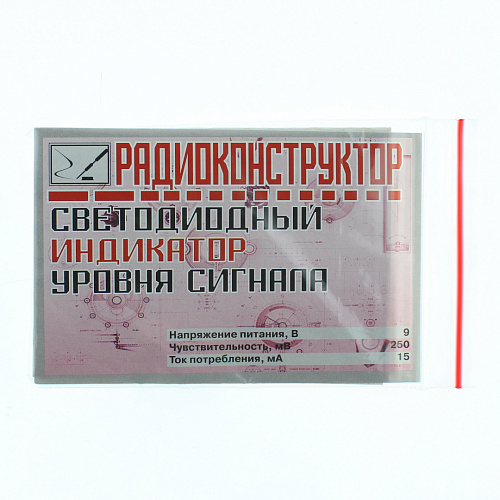 РАДИОКОНСТРУКТОР
СВЕТОДИОДНЫЙ
ИНДИКАТОР
УРОВНЯ СИГНАЛА
Напряжение питания, В 9
Чувствительность, мВ 250
Ток потребления, мА 15